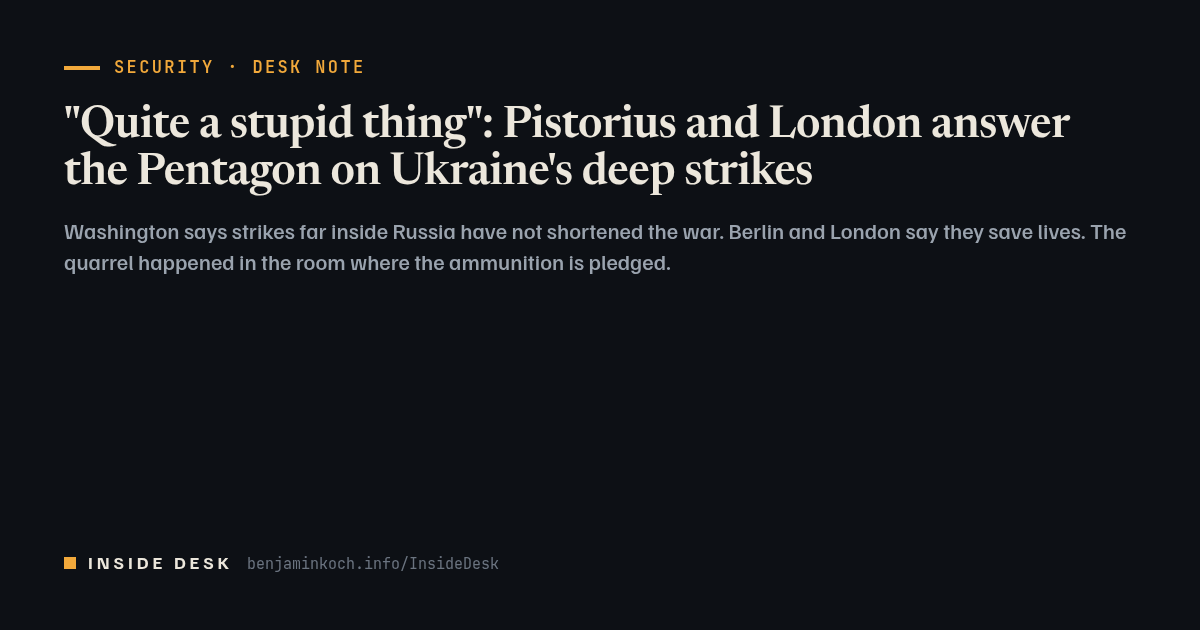 SECURITY · DESK NOTE
"Quite a stupid thing": Pistorius and London answer
the Pentagon on Ukraine's deep strikes
Washington says strikes far inside Russia have not shortened the war. Berlin and London say they save lives. The
quarrel happened in the room where the ammunition is pledged.
INSIDE DESK benjaminkoch.info/InsideDesk